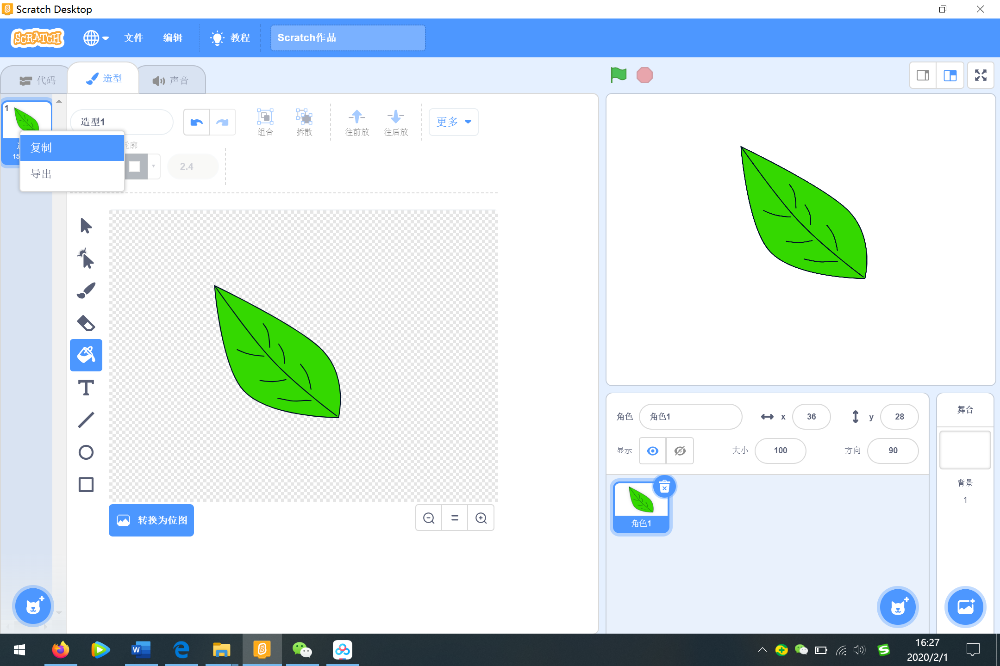 Scratch Desktop
SCRATCH 文件 编辑 教程 Scratch作品
代码 造型 声音
1
造型1
组合 拆散 往前放 往后放 更多
复制
导出
15
轮廓
2.4
转换为位图
角色 角色1 x 36 y 28
显示 大小 100 方向 90
角色1
舞台
背景
1
16:27
2020/2/1